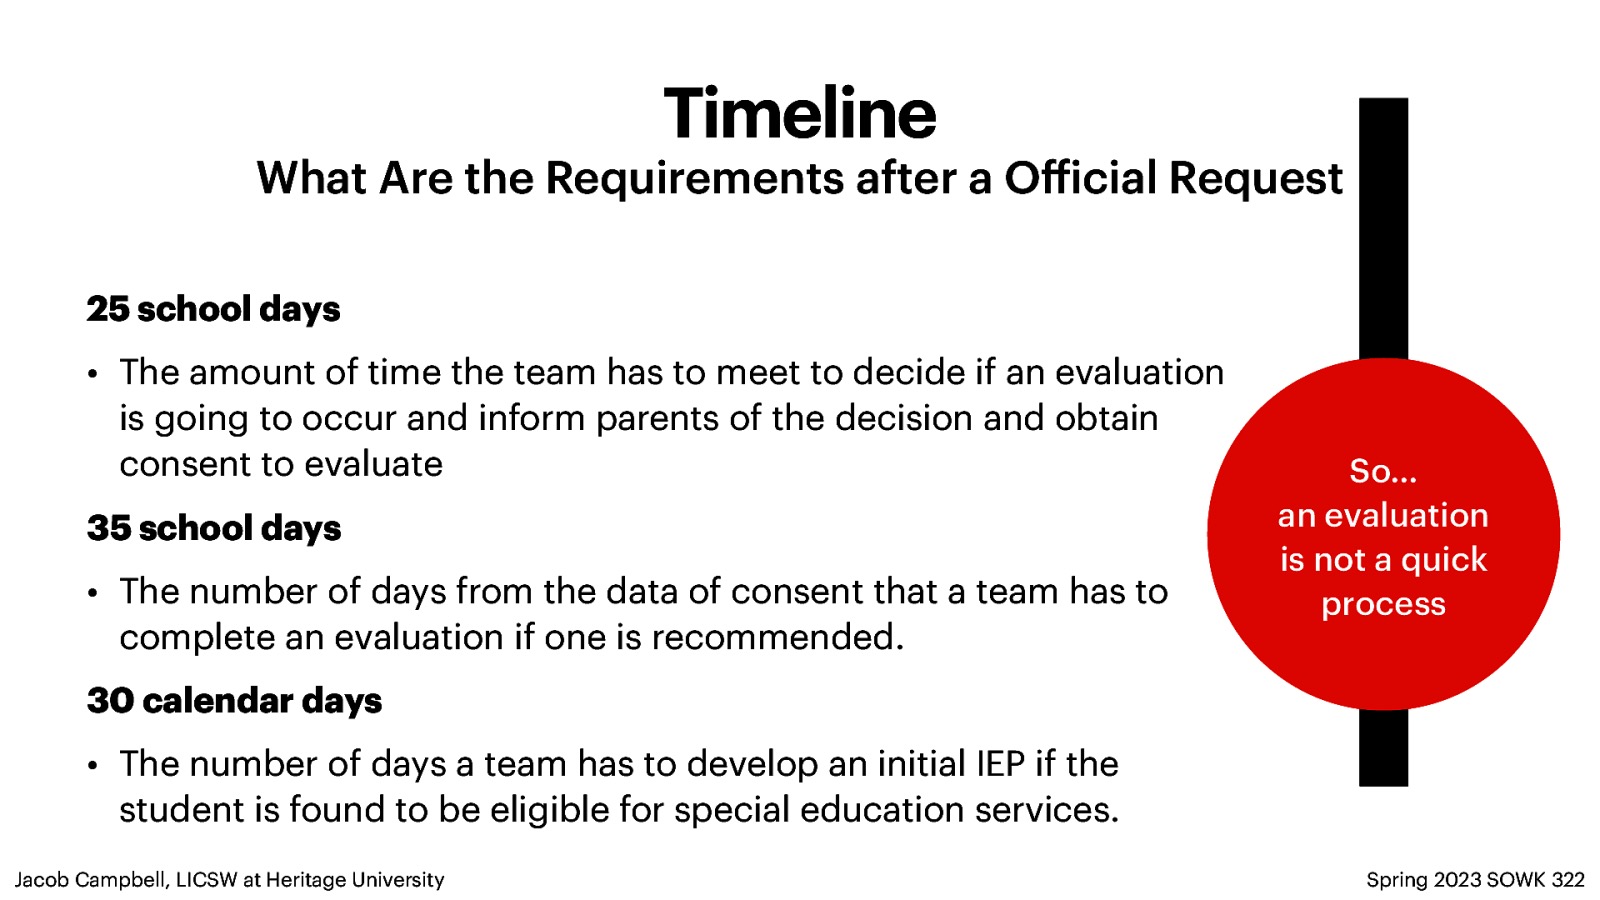 Timeline
What Are the Requirements after a Official Request
25 school days
• The amount of time the team has to meet to decide if an evaluation
is going to occur and inform parents of the decision and obtain
consent to evaluate
35 school days
• The number of days from the data of consent that a team has to
complete an evaluation if one is recommended.
30 calendar days
• The number of days a team has to develop an initial IEP if the
student is found to be eligible for special education services.
So...
an evaluation
is not a quick
process
Jacob Campbell, LICSW at Heritage University
Spring 2023 SOWK 322